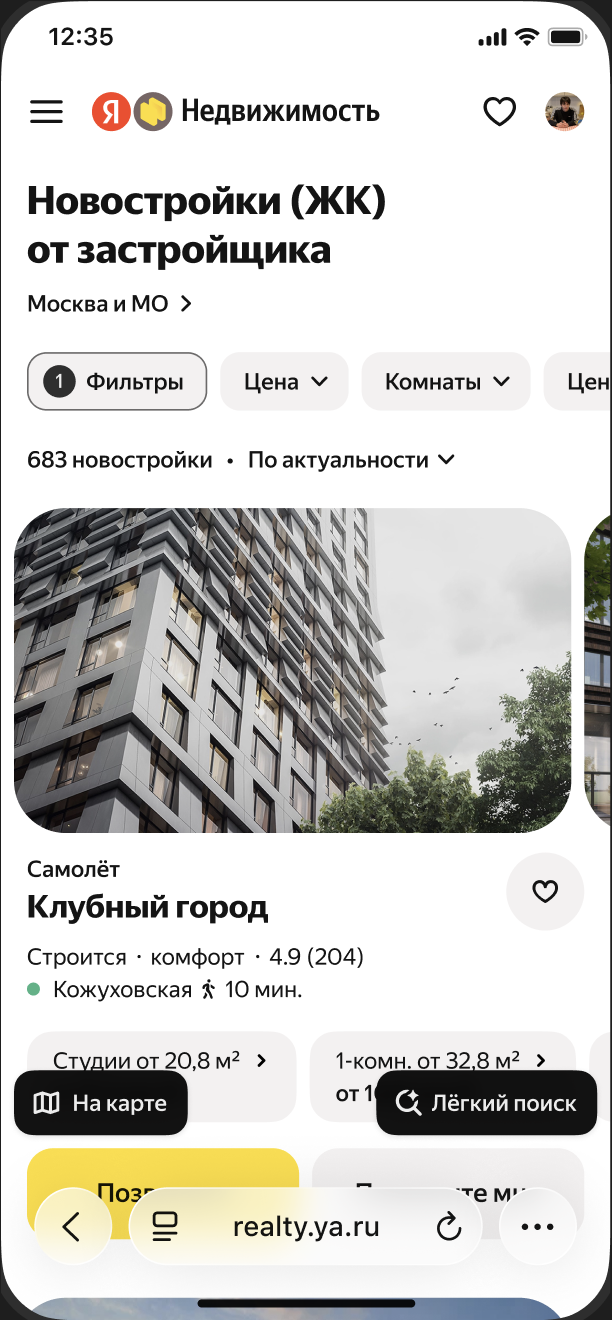 12:35
Я Недвижимость
Новостройки (ЖК)
от застройщика
Москва и МО
1 Фильтры Цена Комнаты
683 новостройки • По актуальности
Самолёт
Клубный город
Строится · комфорт · 4.9 (204)
Кожуховская 10 мин.
Студии от 20,8 м² 1-комн. от 32,8 м²
от
На карте Лёгкий поиск
realty.ya.ru